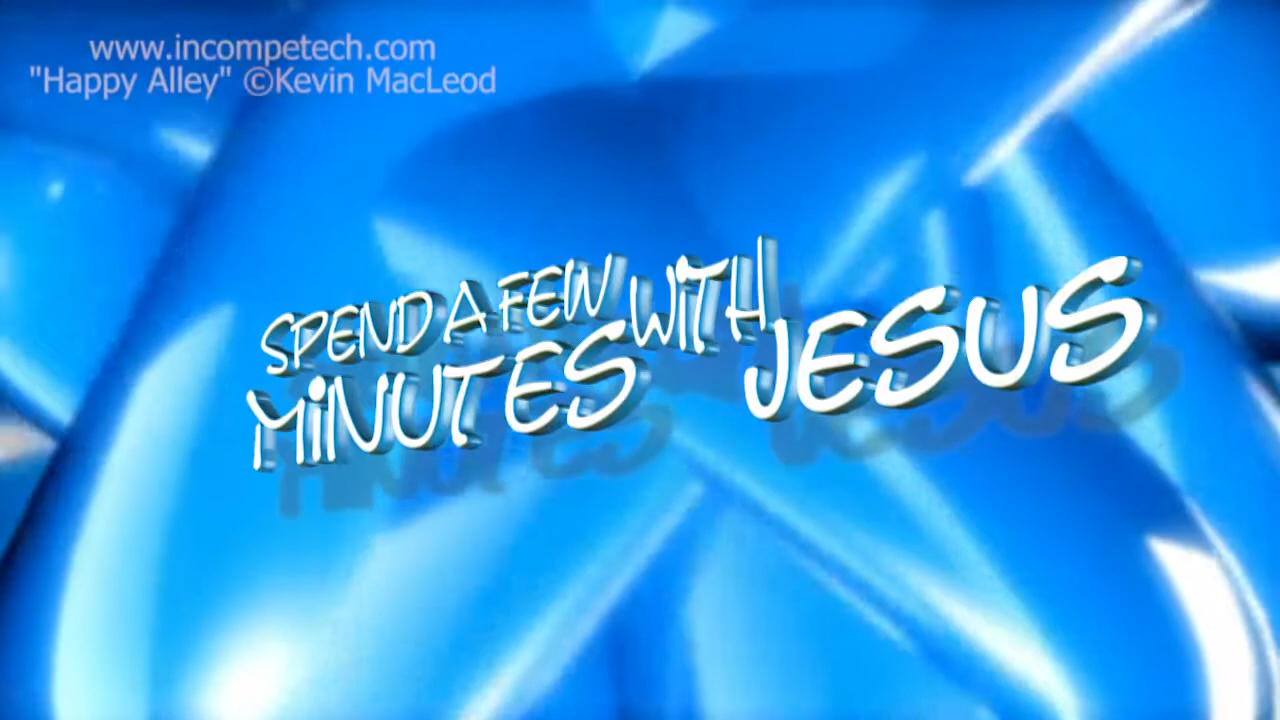 www.incompetech.com
"Happy Alley" ©Kevin MacLeod
SPEND A FEW
MiNUTES
WiTH
JESUS